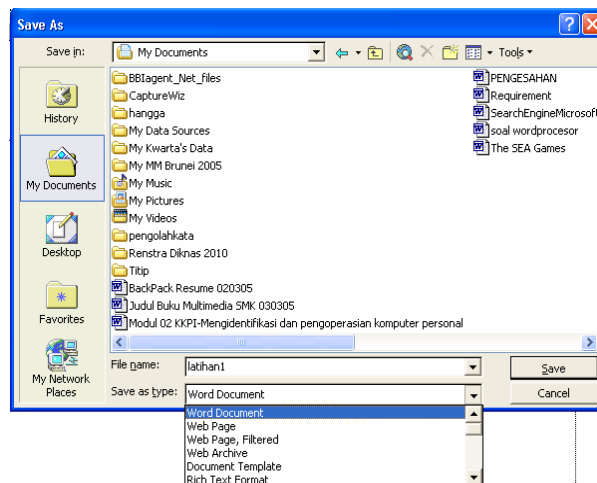 Save As
Save in:
My Documents
Tools
History
My Documents
Desktop
Favorites
My Network
Places
BBIagent_Net_files
CaptureWiz
hangga
My Data Sources
My Kwarta's Data
My MM Brunei 2005
My Music
My Pictures
My Videos
pengolahkata
Renstra Diknas 2010
Titip
BackPack Resume 020305
Judul Buku Multimedia SMK 030305
Modul 02 KKPI-Mengidentifikasi dan pengoperasian komputer personal
PENGESAHAN
Requirement
SearchEngineMicrosoft
soal wordprocesor
The SEA Games
File name:
latihan1
Save
Save as type:
Word Document
Cancel
Word Document
Web Page
Web Page, Filtered
Web Archive
Document Template
Rich Text Format